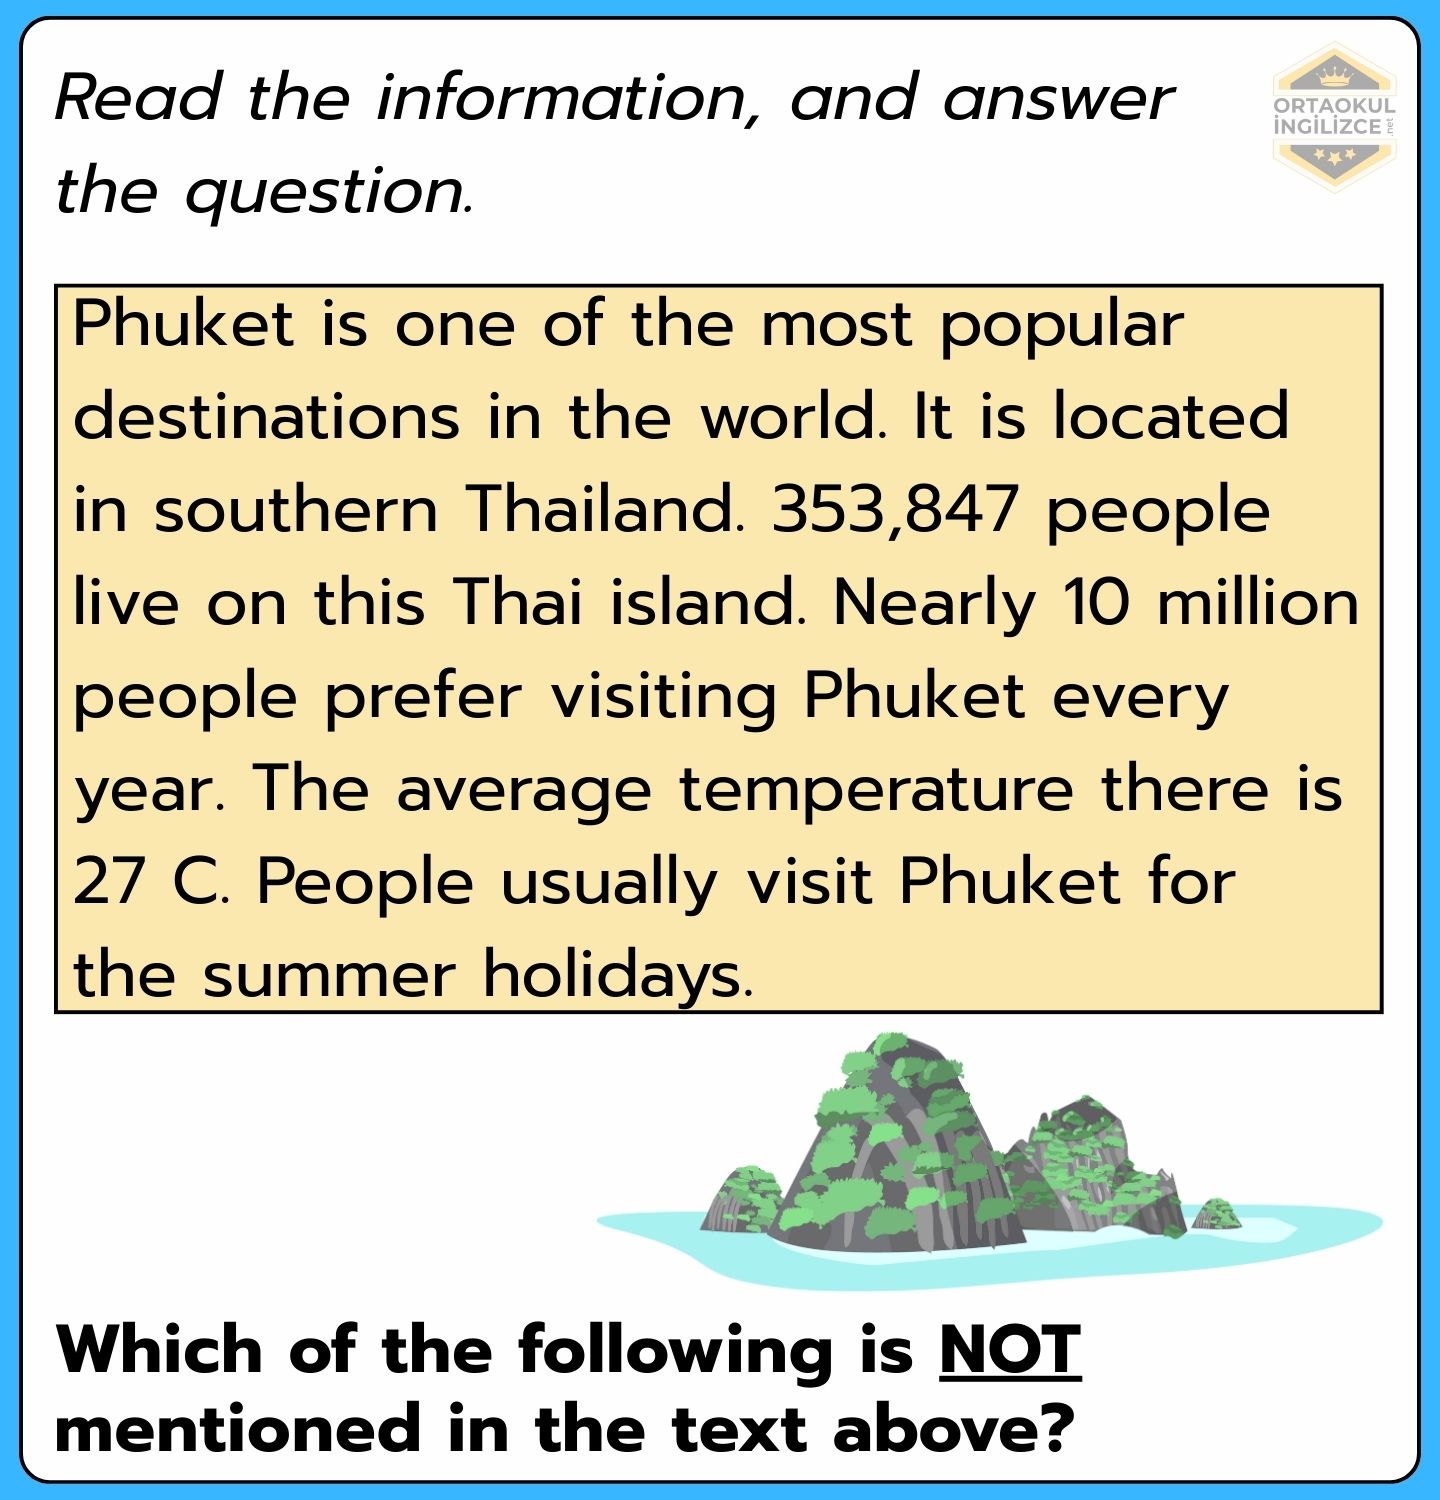 Read the information, and answer
the question.
ORTAOKUL
İNGİLİZCE
.net
Phuket is one of the most popular
destinations in the world. It is located
in southern Thailand. 353,847 people
live on this Thai island. Nearly 10 million
people prefer visiting Phuket every
year. The average temperature there is
27 C. People usually visit Phuket for
the summer holidays.
Which of the following is NOT
mentioned in the text above?